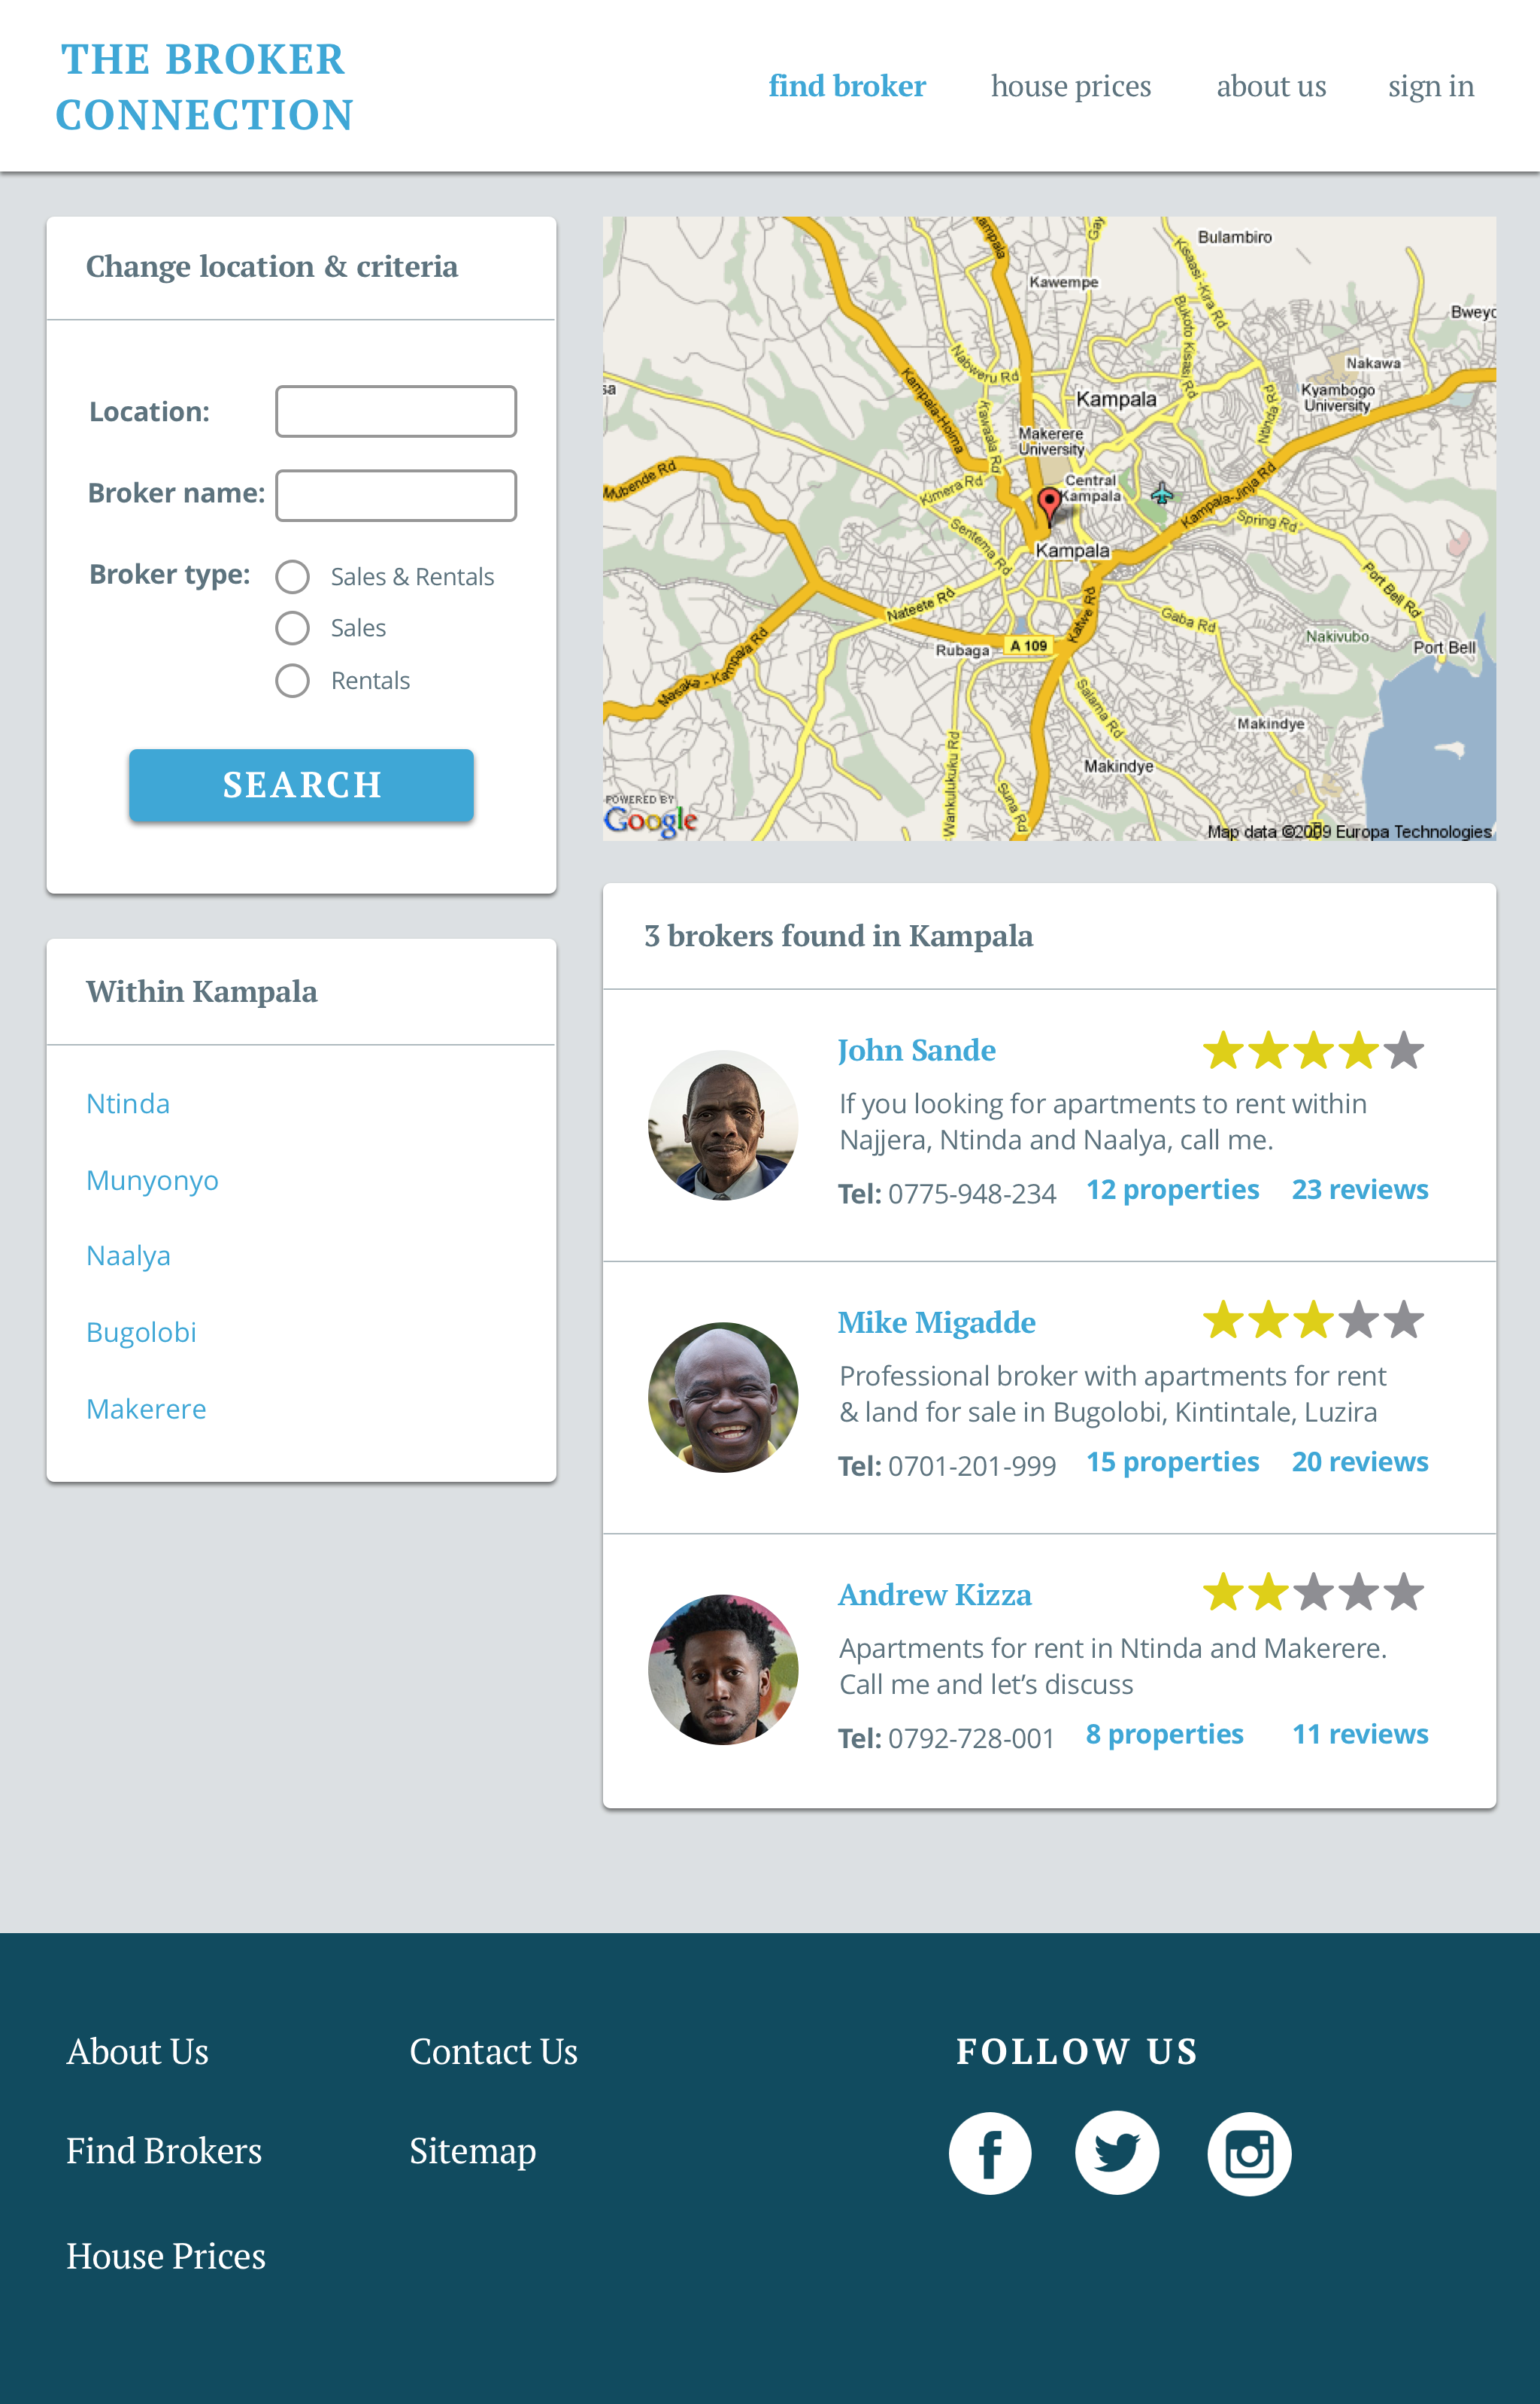 THE BROKER
CONNECTION
find broker
house prices
about us
sign in
Change location & criteria
Location:
Broker name:
Broker type:
Sales & Rentals
Sales
Rentals
SEARCH
Within Kampala
Ntinda
Munyonyo
Naalya
Bugolobi
Makerere
Bulambiro
Kawempe
Kisaasi-Kira Rd
Bukoto Kisasi Rd
Nakawa
Nabweru Rd
Kampala
Kyambogo
University
Kampala-Hoima
Kawaala Rd
Ntinda Rd
Makerere
University
Mubende Rd
Kimera Rd
Central
Kampala
Kampala-Jinja Rd
Spring Rd
Sentema Rd
Kampala
Nateete Rd
Katwe Rd
Port Bell Rd
Gaba Rd
Nakivubo
Rubaga
A 109
Port Bell
Masaka - Kampala Rd
Salama Rd
Makindye
Makindye
Wankulukuku Rd
Suna Rd
POWERED BY
Google
Map data ©2009 Europa Technologies
3 brokers found in Kampala
John Sande
If you looking for apartments to rent within
Najjera, Ntinda and Naalya, call me.
Tel: 0775-948-234 12 properties 23 reviews
Mike Migadde
Professional broker with apartments for rent
& land for sale in Bugolobi, Kintintale, Luzira
Tel: 0701-201-999 15 properties 20 reviews
Andrew Kizza
Apartments for rent in Ntinda and Makerere.
Call me and let’s discuss
Tel: 0792-728-001 8 properties 11 reviews
About Us
Contact Us
FOLLOW US
Find Brokers
Sitemap
House Prices